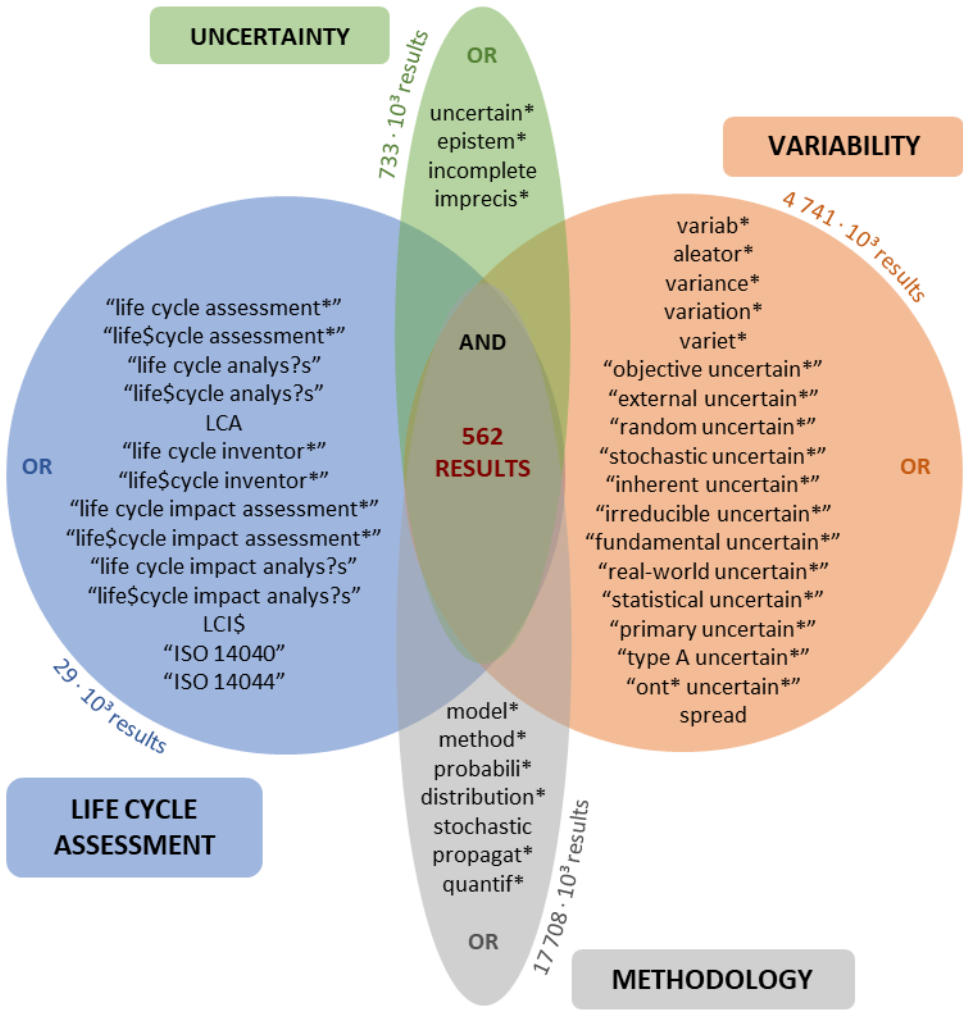 UNCERTAINTY
733 · 10³ results
OR
uncertain*
epistem*
incomplete
imprecis*
VARIABILITY
4 741 · 10³ results
variab*
aleator*
variance*
variation*
variet*
“objective uncertain*”
“external uncertain*”
“random uncertain*”
“stochastic uncertain*”
“inherent uncertain*”
“irreducible uncertain*”
“fundamental uncertain*”
“real-world uncertain*”
“statistical uncertain*”
“primary uncertain*”
“type A uncertain*”
“ont* uncertain*”
spread
OR
AND
562
RESULTS
“life cycle assessment*”
“life$cycle assessment*”
“life cycle analys?s”
“life$cycle analys?s”
LCA
“life cycle inventor*”
“life$cycle inventor*”
“life cycle impact assessment*”
“life$cycle impact assessment*”
“life cycle impact analys?s”
“life$cycle impact analys?s”
LCI$
“ISO 14040”
“ISO 14044”
OR
29 · 10³ results
LIFE CYCLE
ASSESSMENT
model*
method*
probabili*
distribution*
stochastic
propagat*
quantif*
OR
17 708 · 10³ results
METHODOLOGY